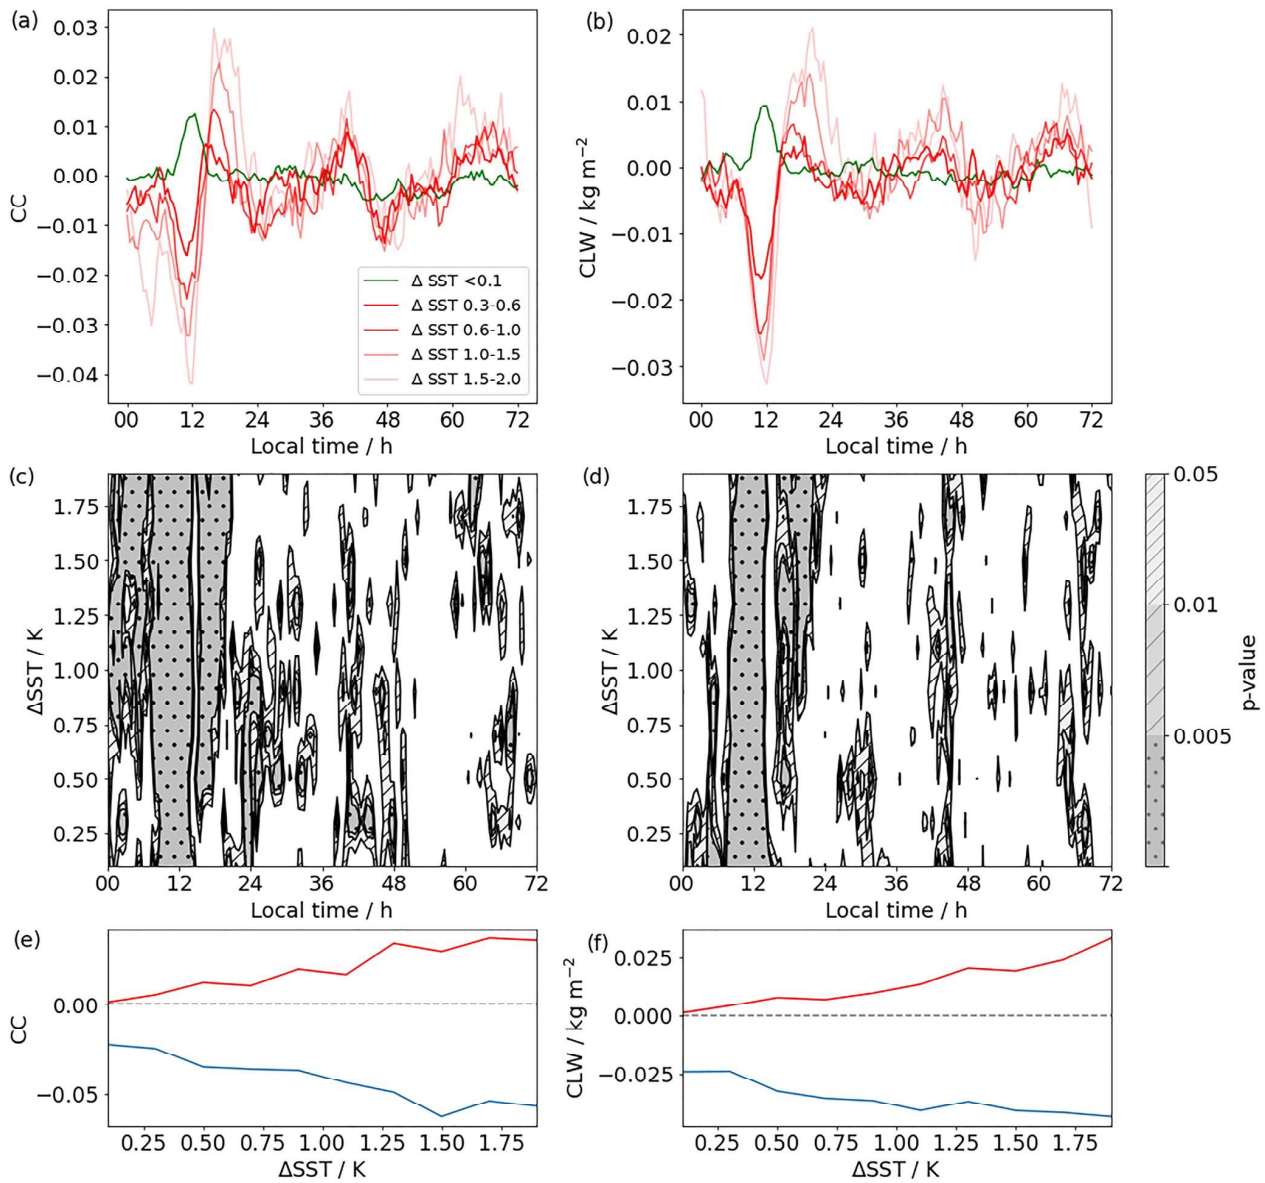 (a)
0.03
0.02
0.01
0.00
−0.01
−0.02
−0.03
−0.04
CC
Δ SST <0.1
Δ SST 0.3-0.6
Δ SST 0.6-1.0
Δ SST 1.0-1.5
Δ SST 1.5-2.0
00 12 24 36 48 60 72
Local time / h
(b)
0.02
0.01
0.00
−0.01
−0.02
−0.03
CLW / kg m−2
00 12 24 36 48 60 72
Local time / h
(c)
1.75
1.50
1.25
1.00
0.75
0.50
0.25
ΔSST / K
00 12 24 36 48 60 72
Local time / h
(d)
1.75
1.50
1.25
1.00
0.75
0.50
0.25
ΔSST / K
00 12 24 36 48 60 72
Local time / h
0.05
0.01
0.005
p-value
(e)
0.00
−0.05
CC
0.25 0.50 0.75 1.00 1.25 1.50 1.75
ΔSST / K
(f)
0.025
0.000
−0.025
CLW / kg m−2
0.25 0.50 0.75 1.00 1.25 1.50 1.75
ΔSST / K